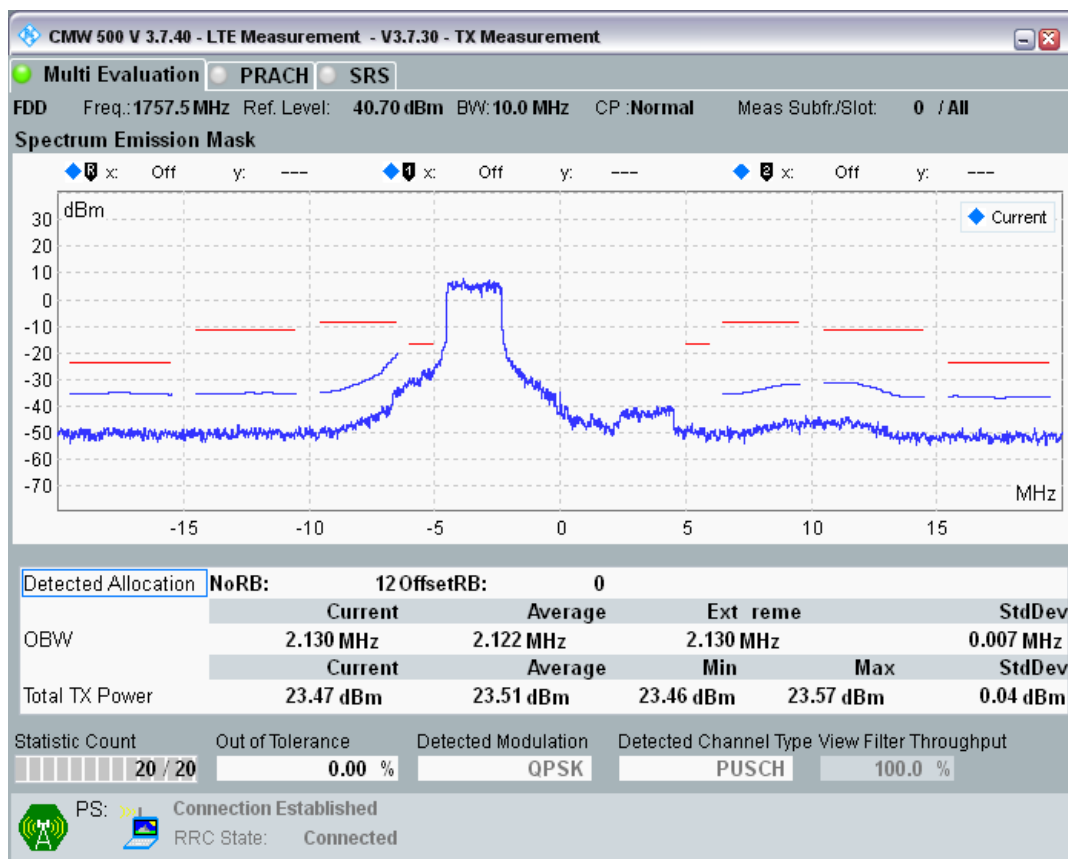 CMW 500 V 3.7.40 - LTE Measurement - V3.7.30 - TX Measurement
Multi Evaluation PRACH SRS
FDD Freq.: 1757.5 MHz Ref. Level: 40.70 dBm BW: 10.0 MHz CP :Normal Meas Subfr./Slot: 0 / All
Spectrum Emission Mask
R x: Off y: --- 1 x: Off y: --- 2 x: Off y: ---
dBm
Current
30
20
10
0
-10
-20
-30
-40
-50
-60
-70
MHz
-15 -10 -5 0 5 10 15
Detected Allocation NoRB: 12 OffsetRB: 0
Current Average Ext reme StdDev
OBW 2.130 MHz 2.122 MHz 2.130 MHz 0.007 MHz
Current Average Min Max StdDev
Total TX Power 23.47 dBm 23.51 dBm 23.46 dBm 23.57 dBm 0.04 dBm
Statistic Count Out of Tolerance Detected Modulation Detected Channel Type View Filter Throughput
20 / 20 0.00 % QPSK PUSCH 100.0 %
PS: Connection Established
RRC State: Connected